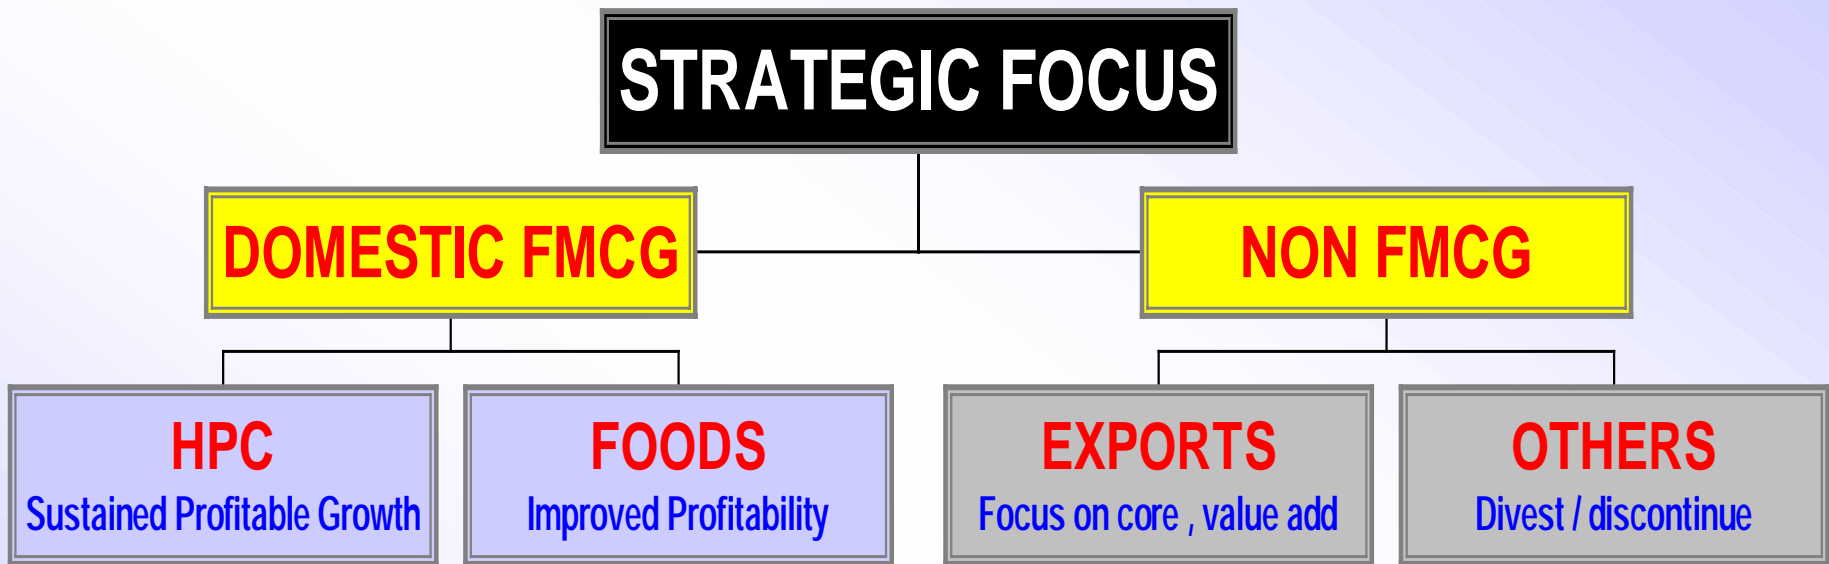 STRATEGIC FOCUS
DOMESTIC FMCG
NON FMCG
HPC
Sustained Profitable Growth
FOODS
Improved Profitability
EXPORTS
Focus on core , value add
OTHERS
Divest / discontinue